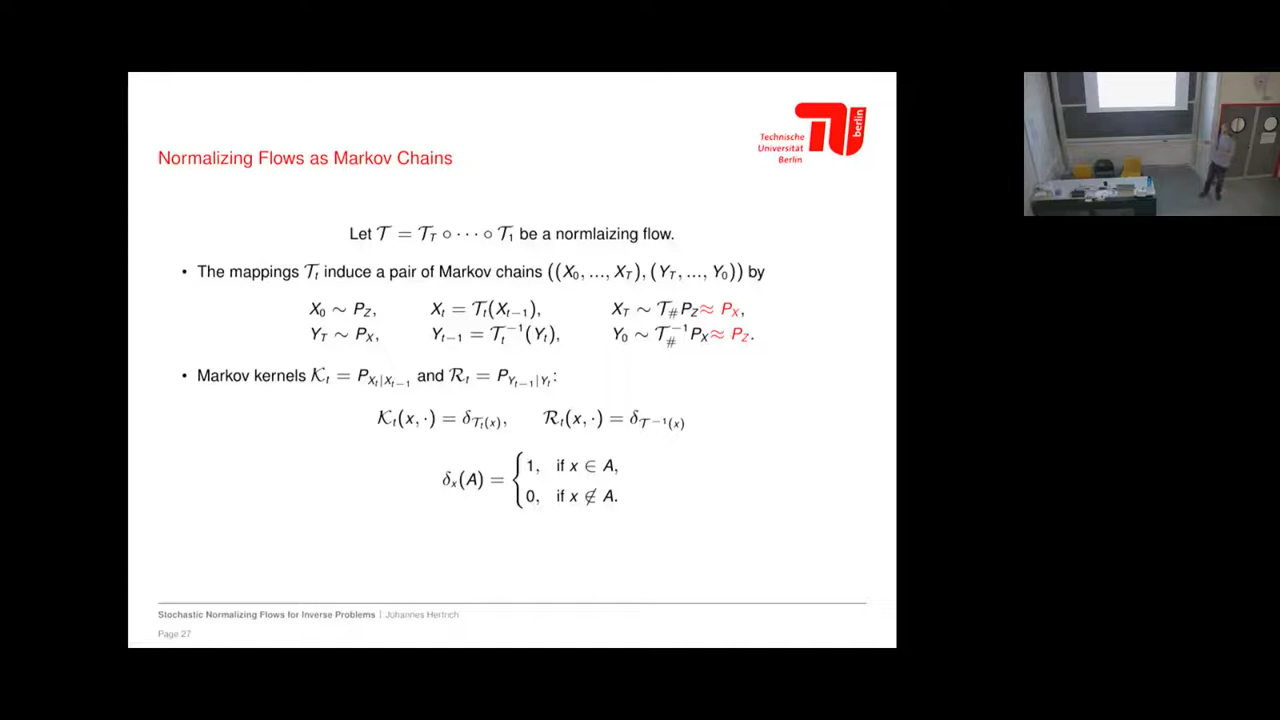 Technische
Universität
Berlin
berlin
Normalizing Flows as Markov Chains
Let 𝒯 = 𝒯_T ∘ ⋯ ∘ 𝒯_1 be a normlaizing flow.
• The mappings 𝒯_t induce a pair of Markov chains ((X_0, ..., X_T), (Y_T, ..., Y_0)) by
X_0 ∼ P_Z, X_t = 𝒯_t(X_{t−1}), X_T ∼ 𝒯_# P_Z ≈ P_X,
Y_T ∼ P_X, Y_{t−1} = 𝒯_t^{−1}(Y_t), Y_0 ∼ 𝒯_#^{−1} P_X ≈ P_Z.
• Markov kernels 𝒦_t = P_{X_t|X_{t−1}} and ℛ_t = P_{Y_{t−1}|Y_t}:
𝒦_t(x, ·) = δ_{𝒯_t(x)}, ℛ_t(x, ·) = δ_{𝒯^{−1}(x)}
δ_x(A) = { 1, if x ∈ A,
0, if x ∉ A.
Stochastic Normalizing Flows for Inverse Problems | Johannes Hertrich
Page 27